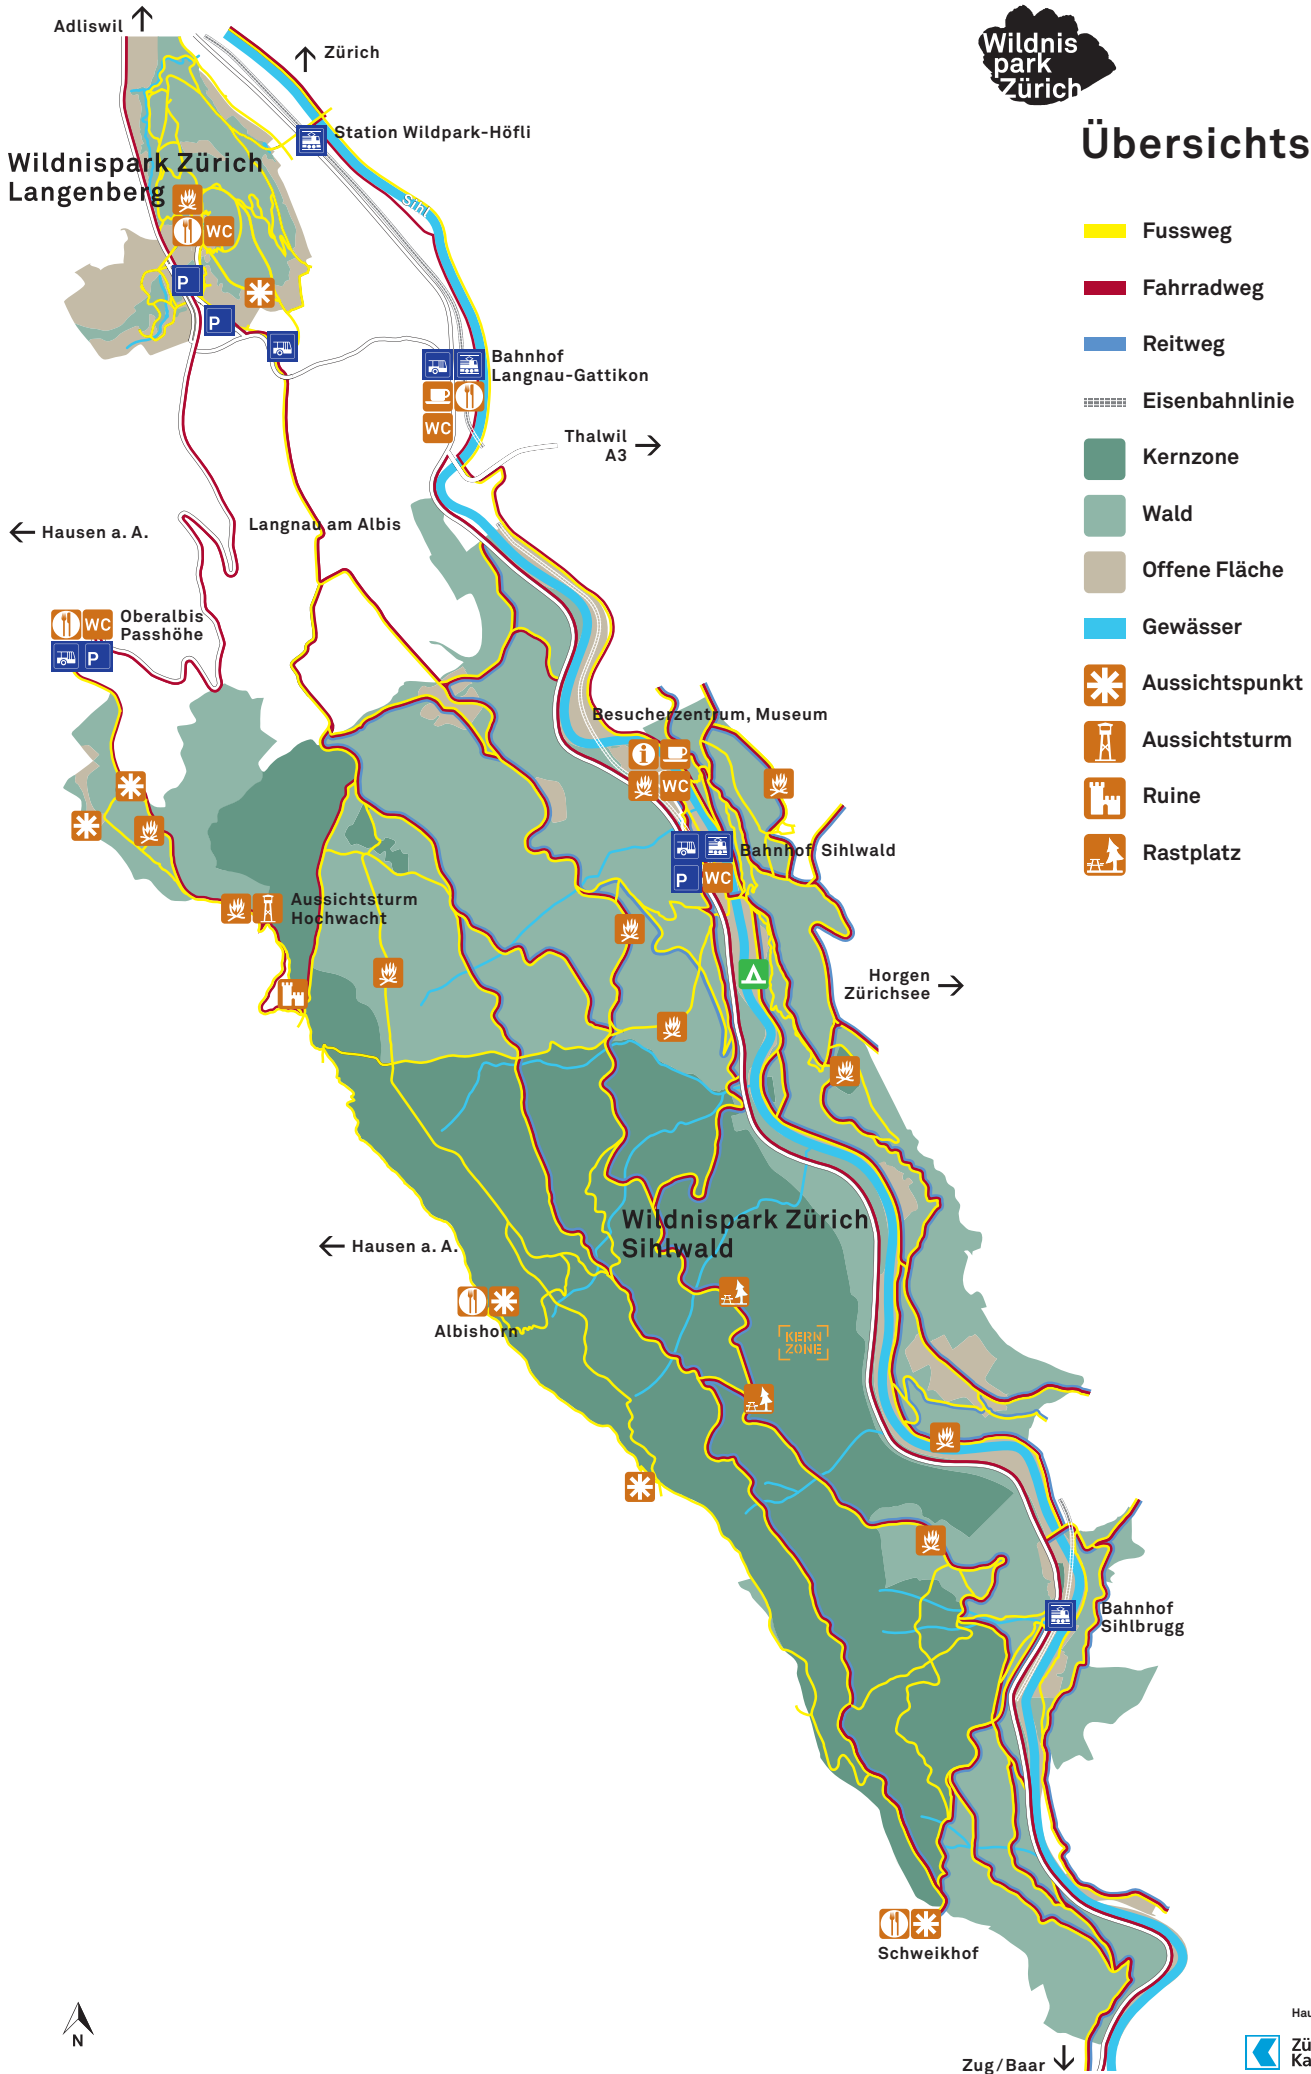 Adliswil
Zürich
Wildnis
park
Zürich
Übersichts
Station Wildpark-Höfli
Wildnispark Zürich
Langenberg
Sihl
WC
P
P
Bahnhof
Langnau-Gattikon
WC
Thalwil
A3
Fussweg
Fahrradweg
Reitweg
Eisenbahnlinie
Kernzone
Wald
Offene Fläche
Gewässer
Aussichtspunkt
Aussichtsturm
Ruine
Rastplatz
Hausen a. A.
Langnau am Albis
WC
Oberalbis
Passhöhe
P
Besucherzentrum, Museum
WC
Bahnhof Sihlwald
P
WC
Aussichtsturm
Hochwacht
Horgen
Zürichsee
Wildnispark Zürich
Sihlwald
Hausen a. A.
Albishorn
KERN
ZONE
Bahnhof
Sihlbrugg
Schweikhof
N
Zug/Baar
Hau
Zü
Ka